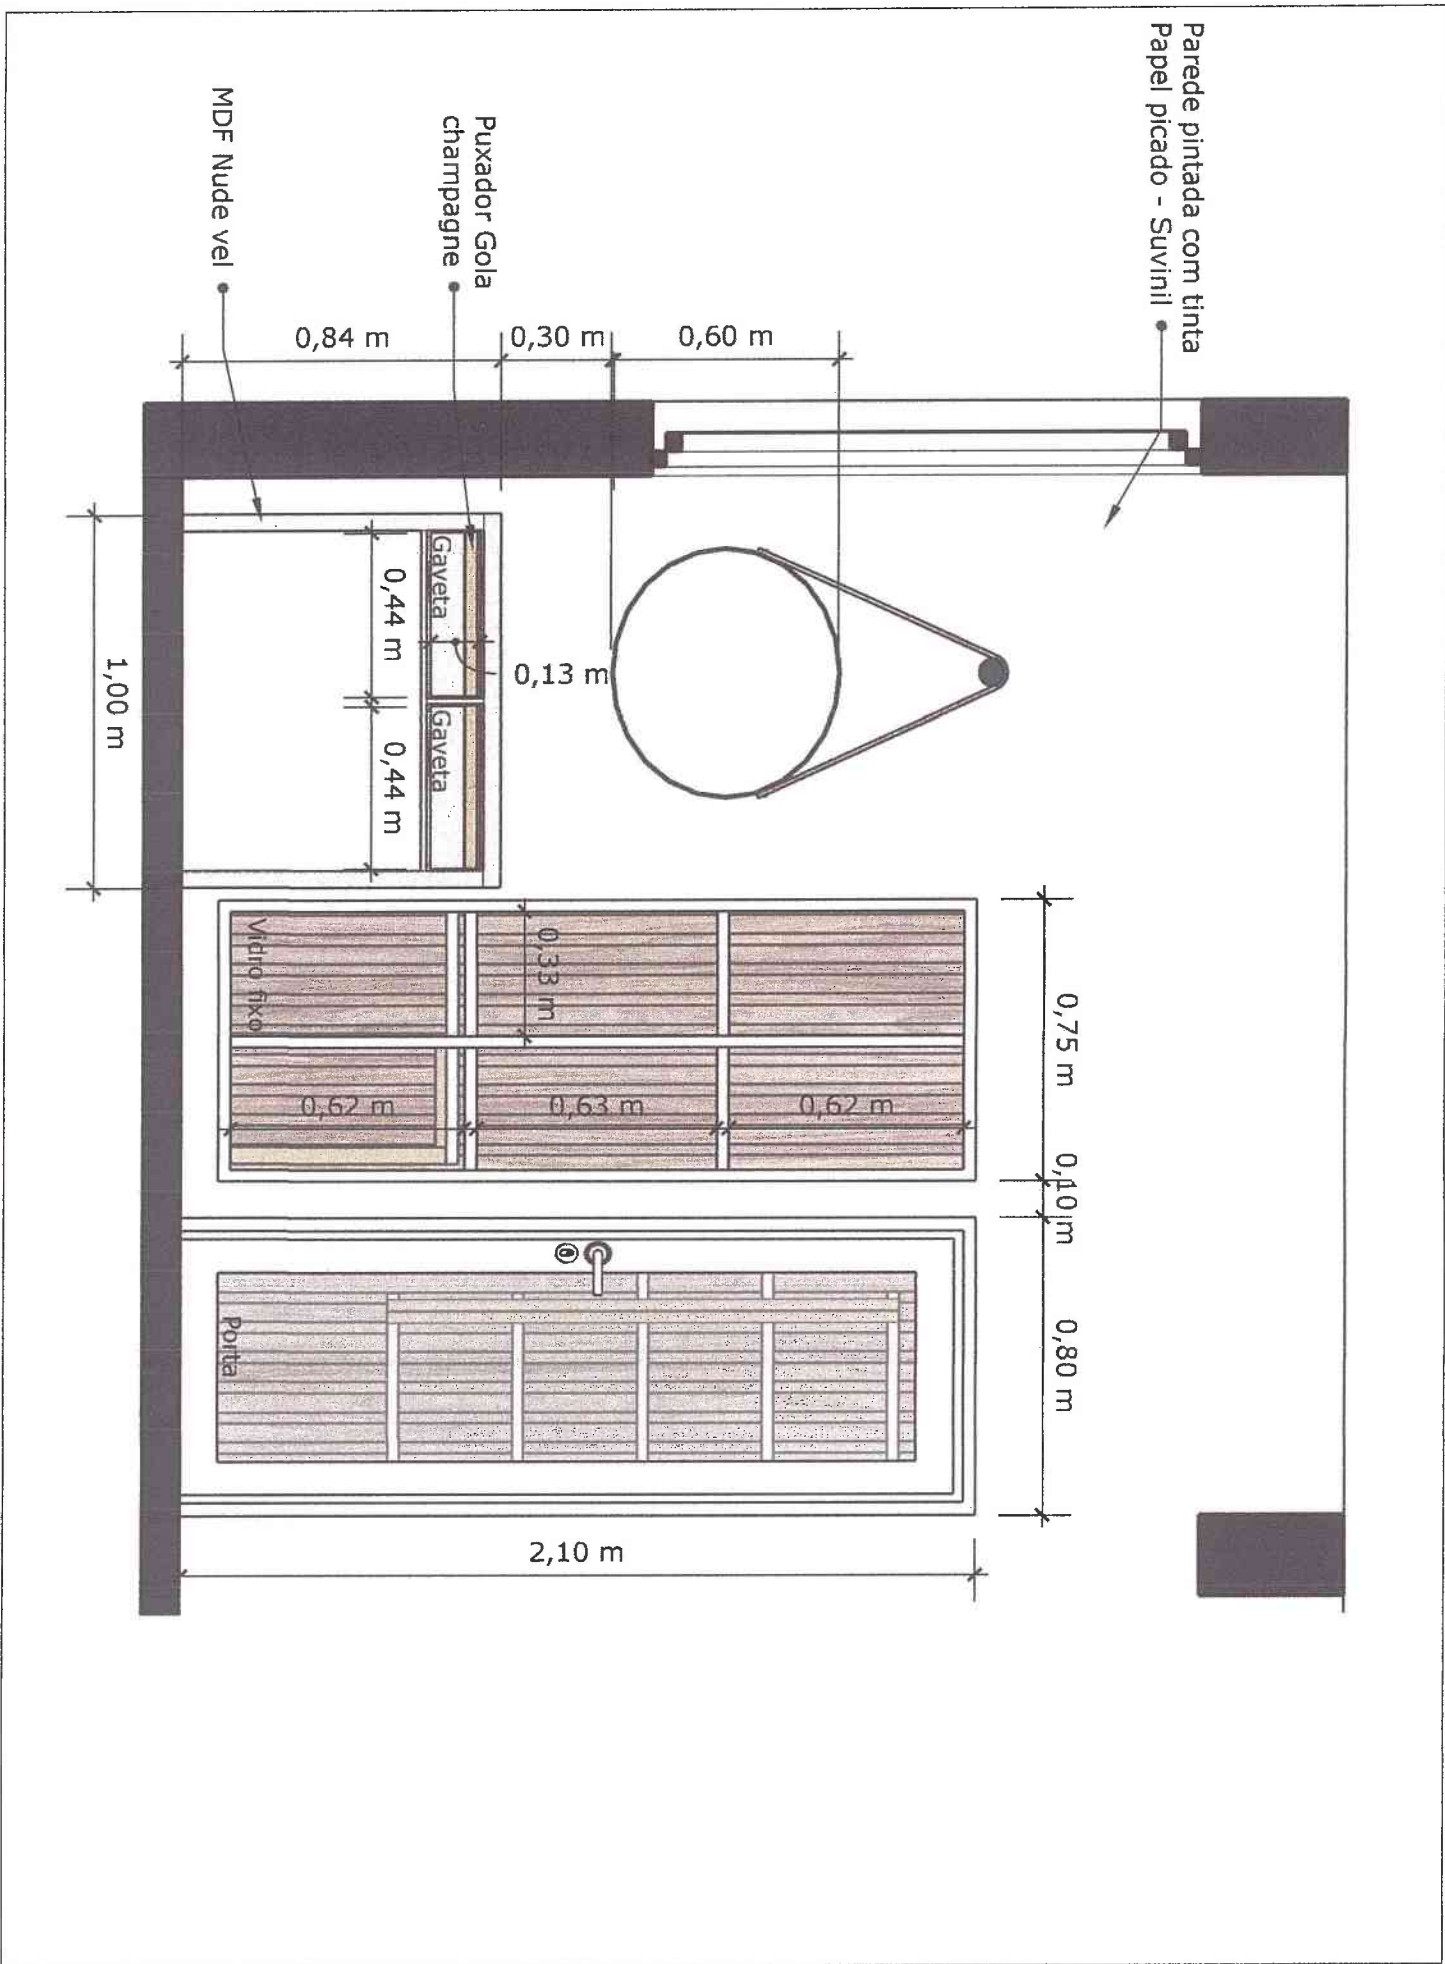 Parede pintada com tinta
Papel picado - Suvinil
Puxador Gola
champagne
MDF Nude vel
0,60 m
0,30 m
0,84 m
0,13 m
Gaveta
Gaveta
0,44 m
0,44 m
1,00 m
0,75 m
0,10 m
0,80 m
0,33 m
0,62 m
0,63 m
0,62 m
Vidro fixo
Porta
2,10 m